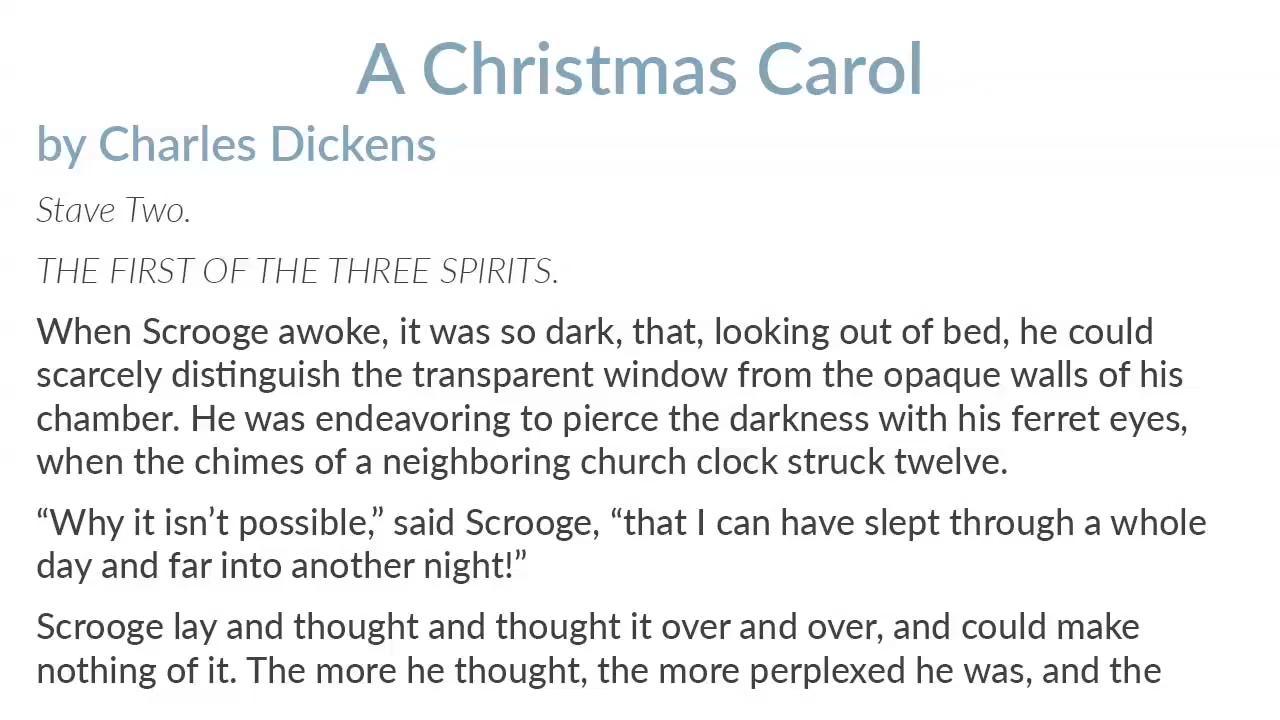 A Christmas Carol
by Charles Dickens
Stave Two.
THE FIRST OF THE THREE SPIRITS.
When Scrooge awoke, it was so dark, that, looking out of bed, he could
scarcely distinguish the transparent window from the opaque walls of his
chamber. He was endeavoring to pierce the darkness with his ferret eyes,
when the chimes of a neighboring church clock struck twelve.
“Why it isn’t possible,” said Scrooge, “that I can have slept through a whole
day and far into another night!”
Scrooge lay and thought and thought it over and over, and could make
nothing of it. The more he thought, the more perplexed he was, and the